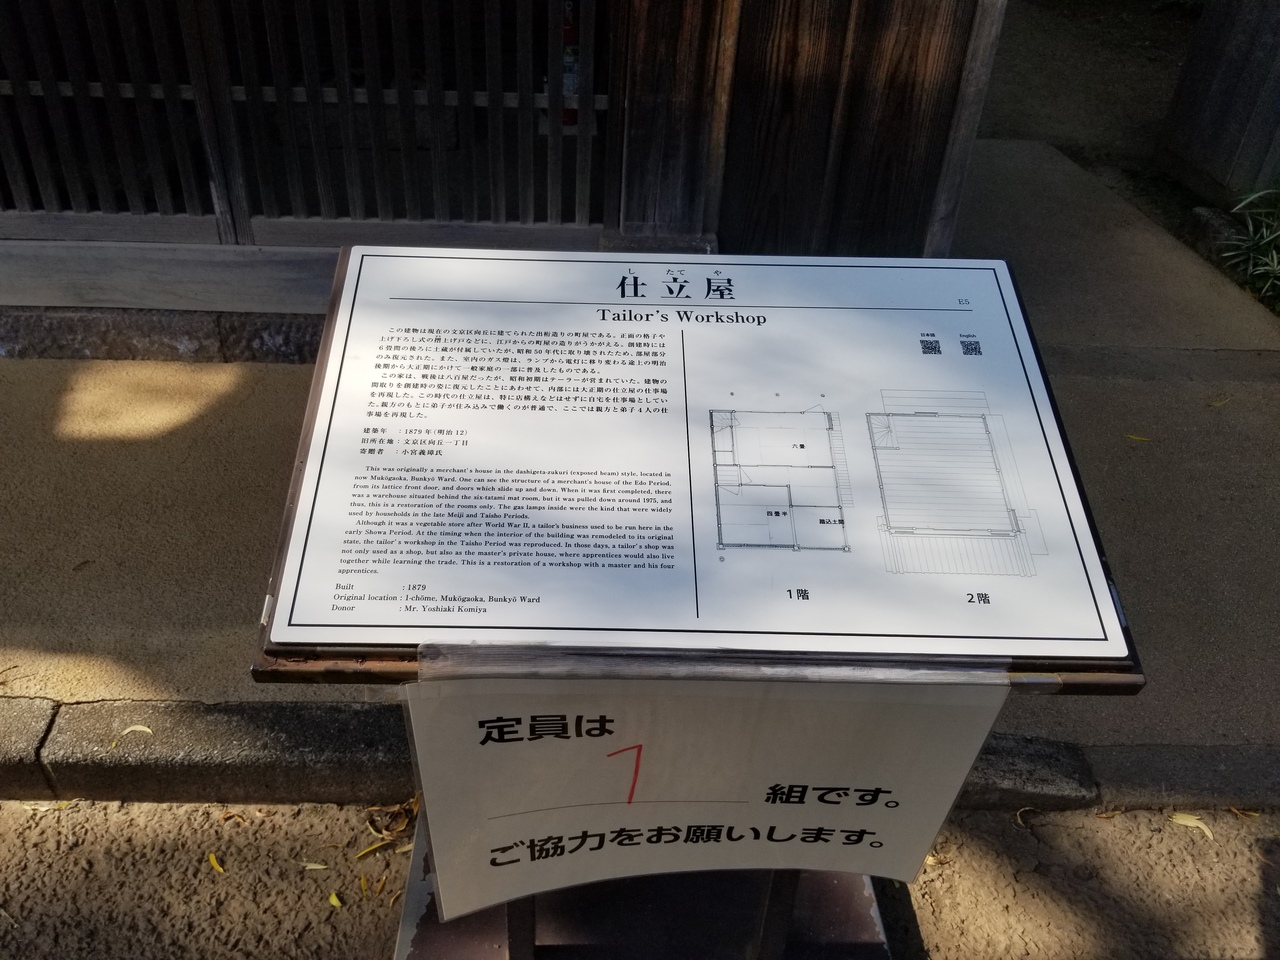 し たて や
仕立屋
E5
Tailor's Workshop
この建物は現在の文京区向丘に建てられた出桁造りの町屋である。正面の格子や
上げ下ろし式の摺上げ戸などに、江戸からの町屋の造りがうかがえる。創建時には
6畳間の後ろに土蔵が付属していたが、昭和50年代に取り壊されたため、部屋部分
のみ復元された。また、室内のガス燈は、ランプから電灯に移り変わる途上の明治
後期から大正期にかけて一般家庭の一部に普及したものである。
この家は、戦後は八百屋だったが、昭和初期はテーラーが営まれていた。建物の
間取りを創建時の姿に復元したことにあわせて、内部には大正期の仕立屋の仕事場
を再現した。この時代の仕立屋は、特に店構えなどはせずに自宅を仕事場としてい
た。親方のもとに弟子が住み込みで働くのが普通で、ここでは親方と弟子4人の仕
事場を再現した。
建築年 : 1879年(明治12)
旧所在地 : 文京区向丘一丁目
寄贈者 : 小宮義璋氏
This was originally a merchant's house in the dashigeta-zukuri (exposed beam) style, located in
now Mukōgaoka, Bunkyō Ward. One can see the structure of a merchant's house of the Edo Period,
from its lattice front door, and doors which slide up and down. When it was first completed, there
was a warehouse situated behind the six-tatami mat room, but it was pulled down around 1975, and
thus, this is a restoration of the rooms only. The gas lamps inside were the kind that were widely
used by households in the late Meiji and Taisho Periods.
Although it was a vegetable store after World War II, a tailor's business used to be run here in the
early Showa Period. At the timing when the interior of the building was remodeled to its original
state, the tailor's workshop in the Taisho Period was reproduced. In those days, a tailor's shop was
not only used as a shop, but also as the master's private house, where apprentices would also live
together while learning the trade. This is a restoration of a workshop with a master and his four
apprentices.
Built : 1879
Original location : 1-chōme, Mukōgaoka, Bunkyō Ward
Donor : Mr. Yoshiaki Komiya
日本語
English
六畳
四畳半
踏込土間
1階
2階
定員は
1
組です。
ご協力をお願いします。